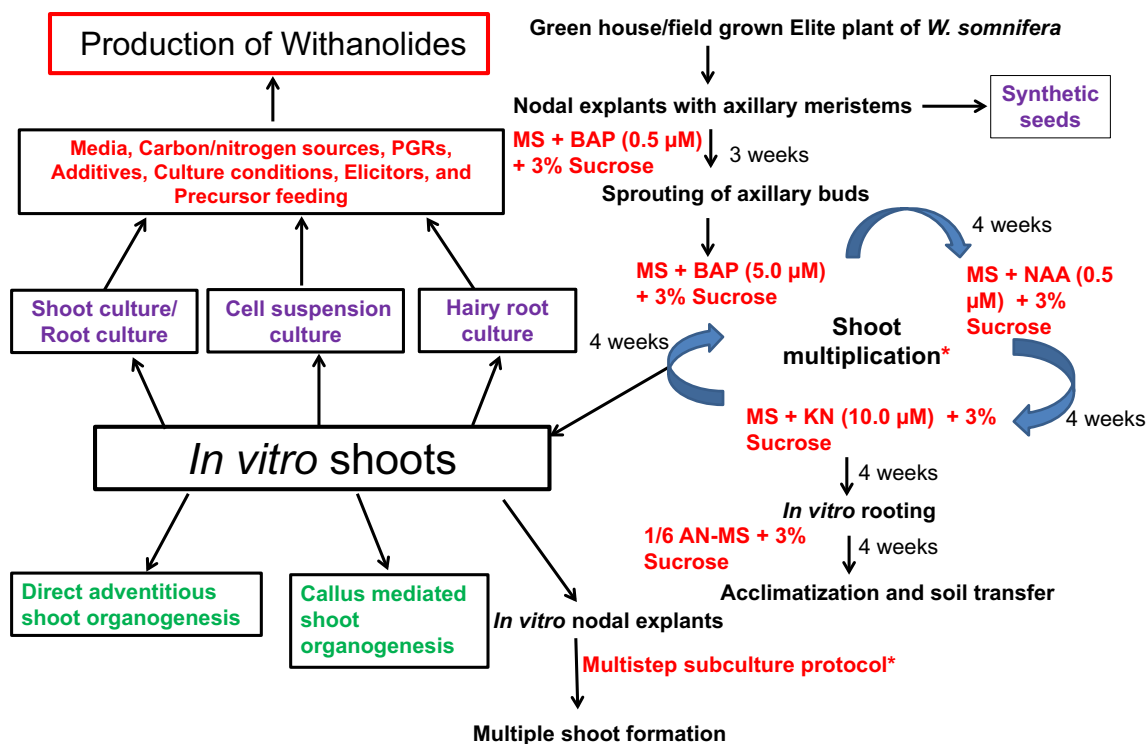 Production of Withanolides
Media, Carbon/nitrogen sources, PGRs,
Additives, Culture conditions, Elicitors, and
Precursor feeding
Shoot culture/
Root culture
Cell suspension
culture
Hairy root
culture
In vitro shoots
Direct adventitious
shoot organogenesis
Callus mediated
shoot
organogenesis
In vitro nodal explants
Multistep subculture protocol*
Multiple shoot formation
Green house/field grown Elite plant of W. somnifera
Nodal explants with axillary meristems
Synthetic
seeds
MS + BAP (0.5 µM)
+ 3% Sucrose
3 weeks
Sprouting of axillary buds
4 weeks
MS + BAP (5.0 µM)
+ 3% Sucrose
MS + NAA (0.5
µM) + 3%
Sucrose
4 weeks
Shoot
multiplication*
4 weeks
MS + KN (10.0 µM) + 3%
Sucrose
4 weeks
In vitro rooting
1/6 AN-MS + 3%
Sucrose
4 weeks
Acclimatization and soil transfer